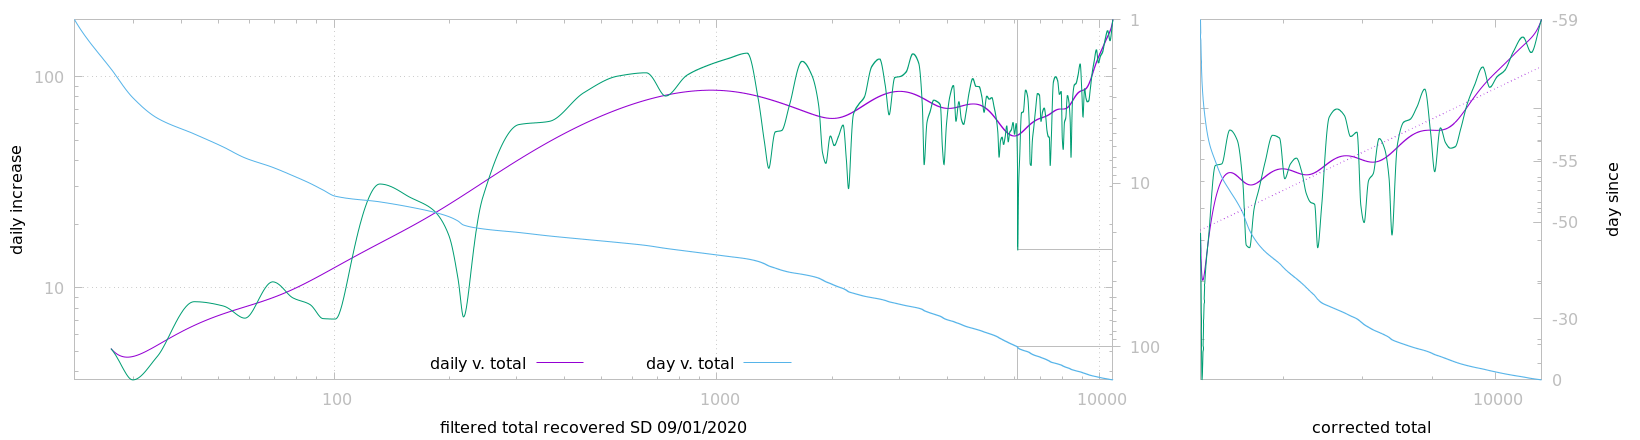 daily increase
100
10
1
10
100
daily v. total
day v. total
100
1000
10000
filtered total recovered SD 09/01/2020
-59
-55
-50
-30
0
day since
10000
corrected total